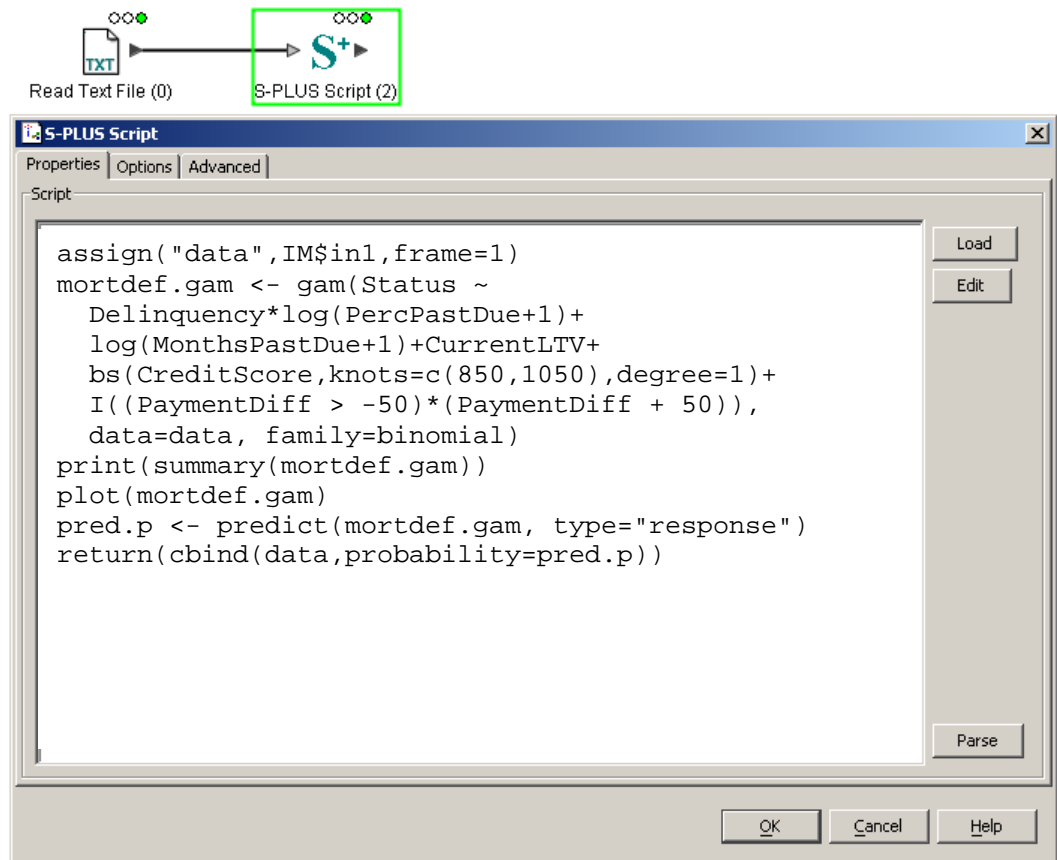 TXT
S+
Read Text File (0)
S-PLUS Script (2)
S-PLUS Script
Properties Options Advanced
Script
assign("data",IM$in1,frame=1)
mortdef.gam <- gam(Status ~
  Delinquency*log(PercPastDue+1)+
  log(MonthsPastDue+1)+CurrentLTV+
  bs(CreditScore,knots=c(850,1050),degree=1)+
  I((PaymentDiff > -50)*(PaymentDiff + 50)),
  data=data, family=binomial)
print(summary(mortdef.gam))
plot(mortdef.gam)
pred.p <- predict(mortdef.gam, type="response")
return(cbind(data,probability=pred.p))
Load
Edit
Parse
OK Cancel Help